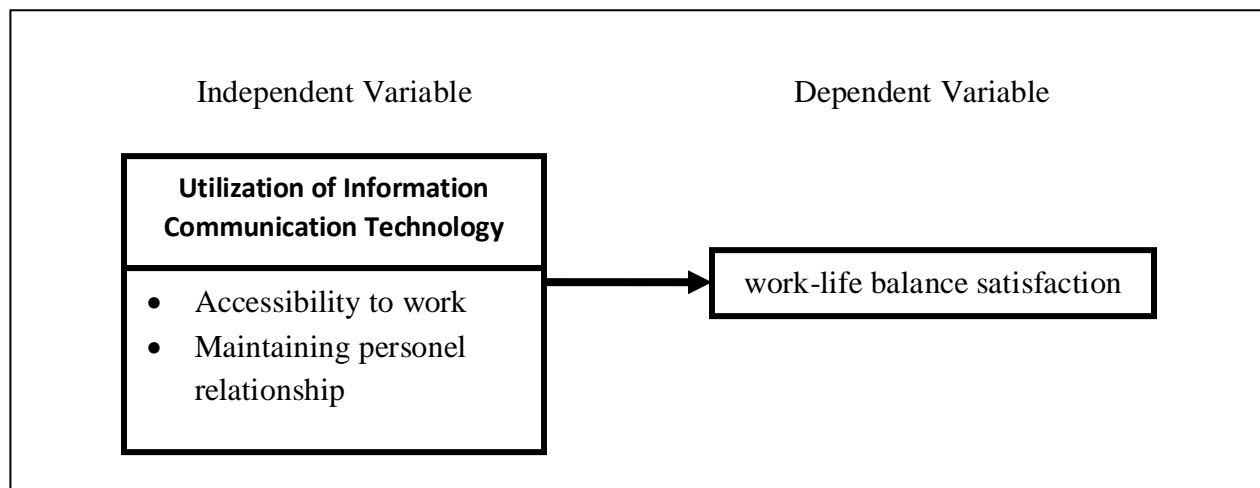 Independent Variable
Dependent Variable
Utilization of Information
Communication Technology
• Accessibility to work
• Maintaining personel
relationship
work-life balance satisfaction